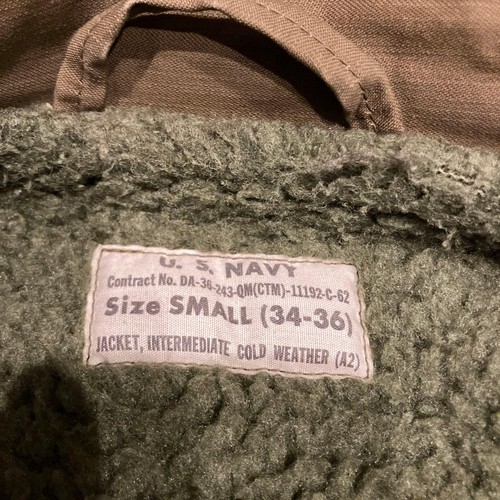 U. S. NAVY
Contract No. DA-36-243-QM(CTM)-11192-C-62
Size SMALL (34-36)
JACKET, INTERMEDIATE COLD WEATHER (A2)